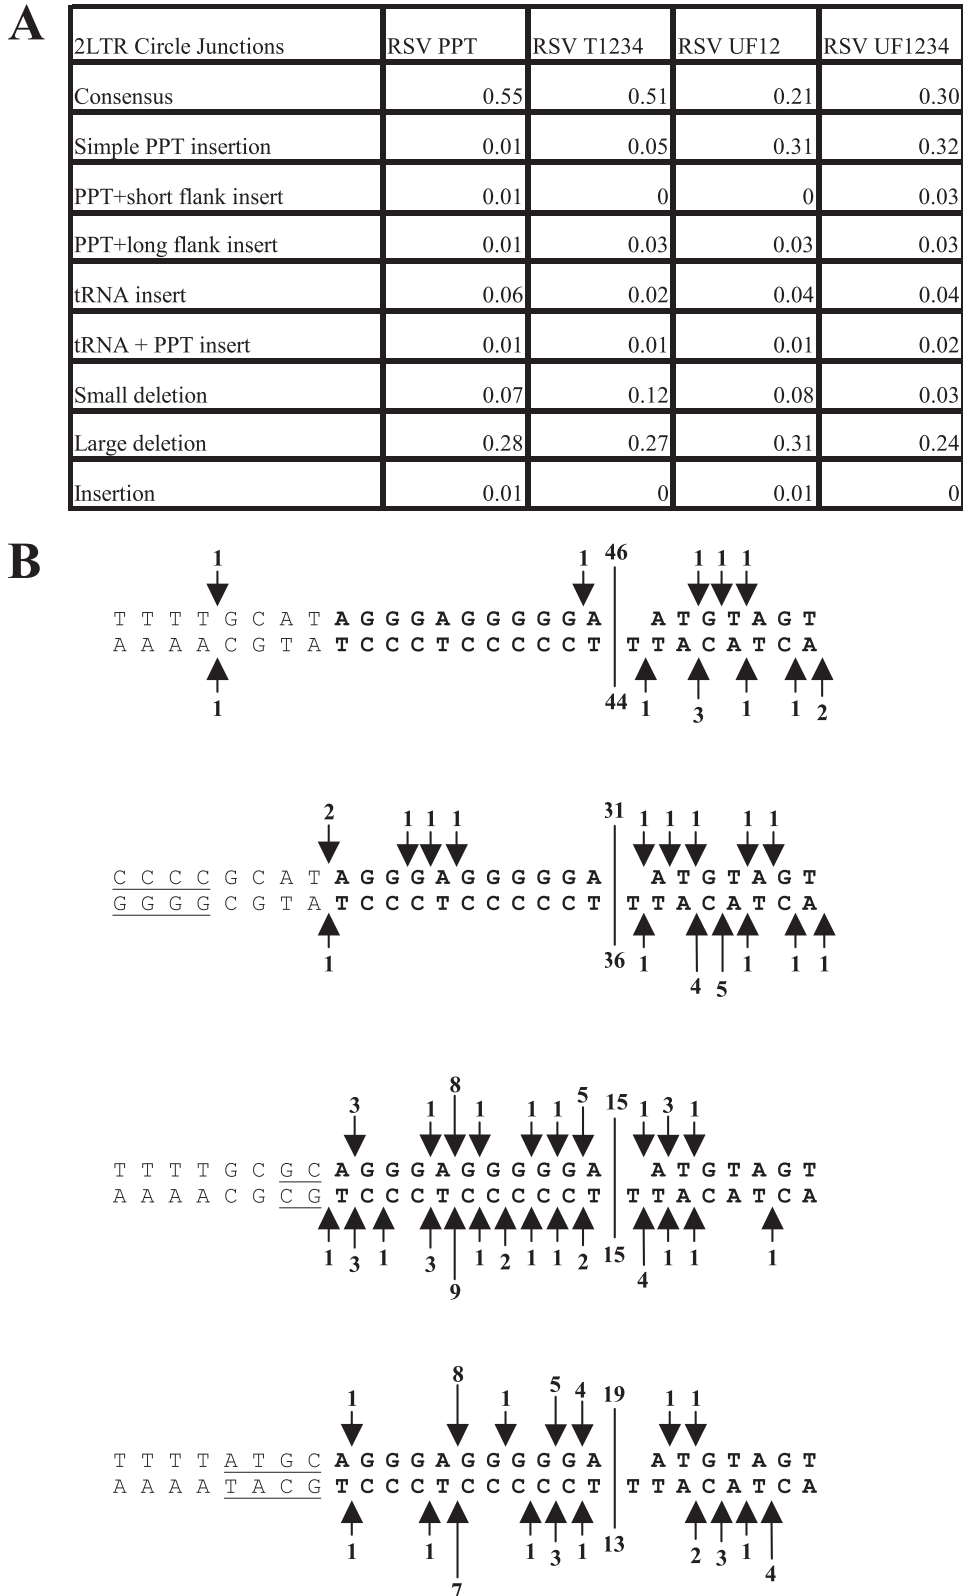 A
2LTR Circle Junctions RSV PPT RSV T1234 RSV UF12 RSV UF1234
Consensus 0.55 0.51 0.21 0.30
Simple PPT insertion 0.01 0.05 0.31 0.32
PPT+short flank insert 0.01 0 0 0.03
PPT+long flank insert 0.01 0.03 0.03 0.03
tRNA insert 0.06 0.02 0.04 0.04
tRNA + PPT insert 0.01 0.01 0.01 0.02
Small deletion 0.07 0.12 0.08 0.03
Large deletion 0.28 0.27 0.31 0.24
Insertion 0.01 0 0.01 0
B
1 1 46 1 1 1
T T T T G C A T A G G G A G G G G G A A T G T A G T
A A A A C G T A T C C C T C C C C C T T T A C A T C A
1 44 1 3 1 1 2
2 1 1 1 31 1 1 1 1 1
C C C C G C A T A G G G A G G G G G A A T G T A G T
G G G G C G T A T C C C T C C C C C T T T A C A T C A
1 36 1 4 5 1 1 1
3 1 8 1 1 1 5 15 1 3 1
T T T T G C G C A G G G A G G G G G A A T G T A G T
A A A A C G C G T C C C T C C C C C T T T A C A T C A
1 3 1 3 9 1 2 1 1 2 15 4 1 1 1
1 8 1 5 4 19 1 1
T T T T A T G C A G G G A G G G G G A A T G T A G T
A A A A T A C G T C C C T C C C C C T T T A C A T C A
1 1 7 1 3 1 13 2 3 1 4